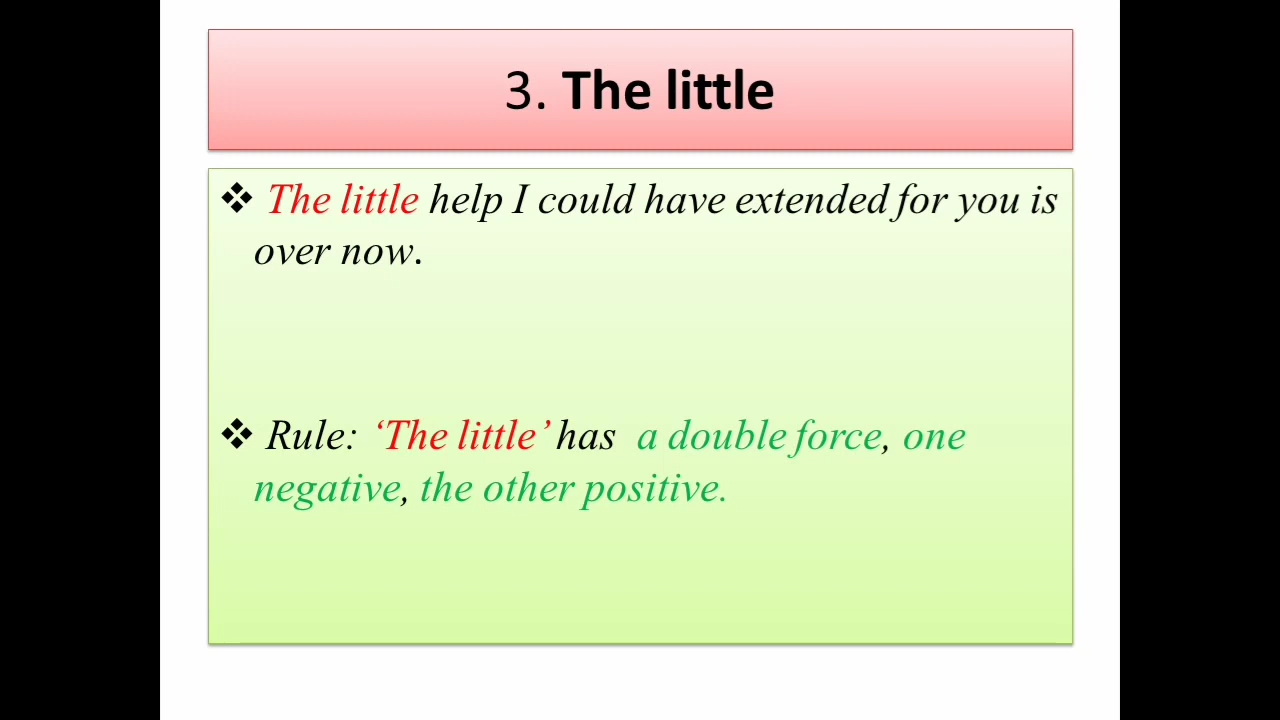 3. The little
❖ The little help I could have extended for you is
over now.
❖ Rule: ‘The little’ has a double force, one
negative, the other positive.